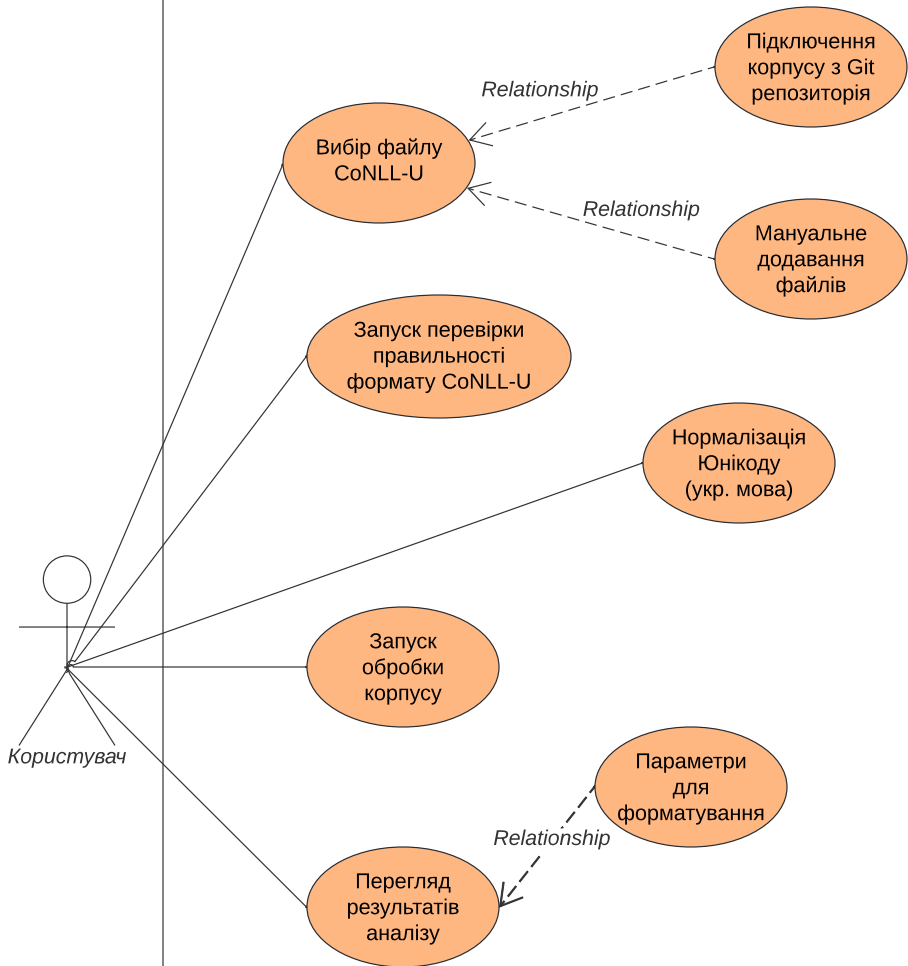 Підключення
корпусу з Git
репозиторія
Relationship
Вибір файлу
CoNLL-U
Relationship
Мануальне
додавання
файлів
Запуск перевірки
правильності
формату CoNLL-U
Нормалізація
Юнікоду
(укр. мова)
Запуск
обробки
корпусу
Користувач
Параметри
для
форматування
Relationship
Перегляд
результатів
аналізу